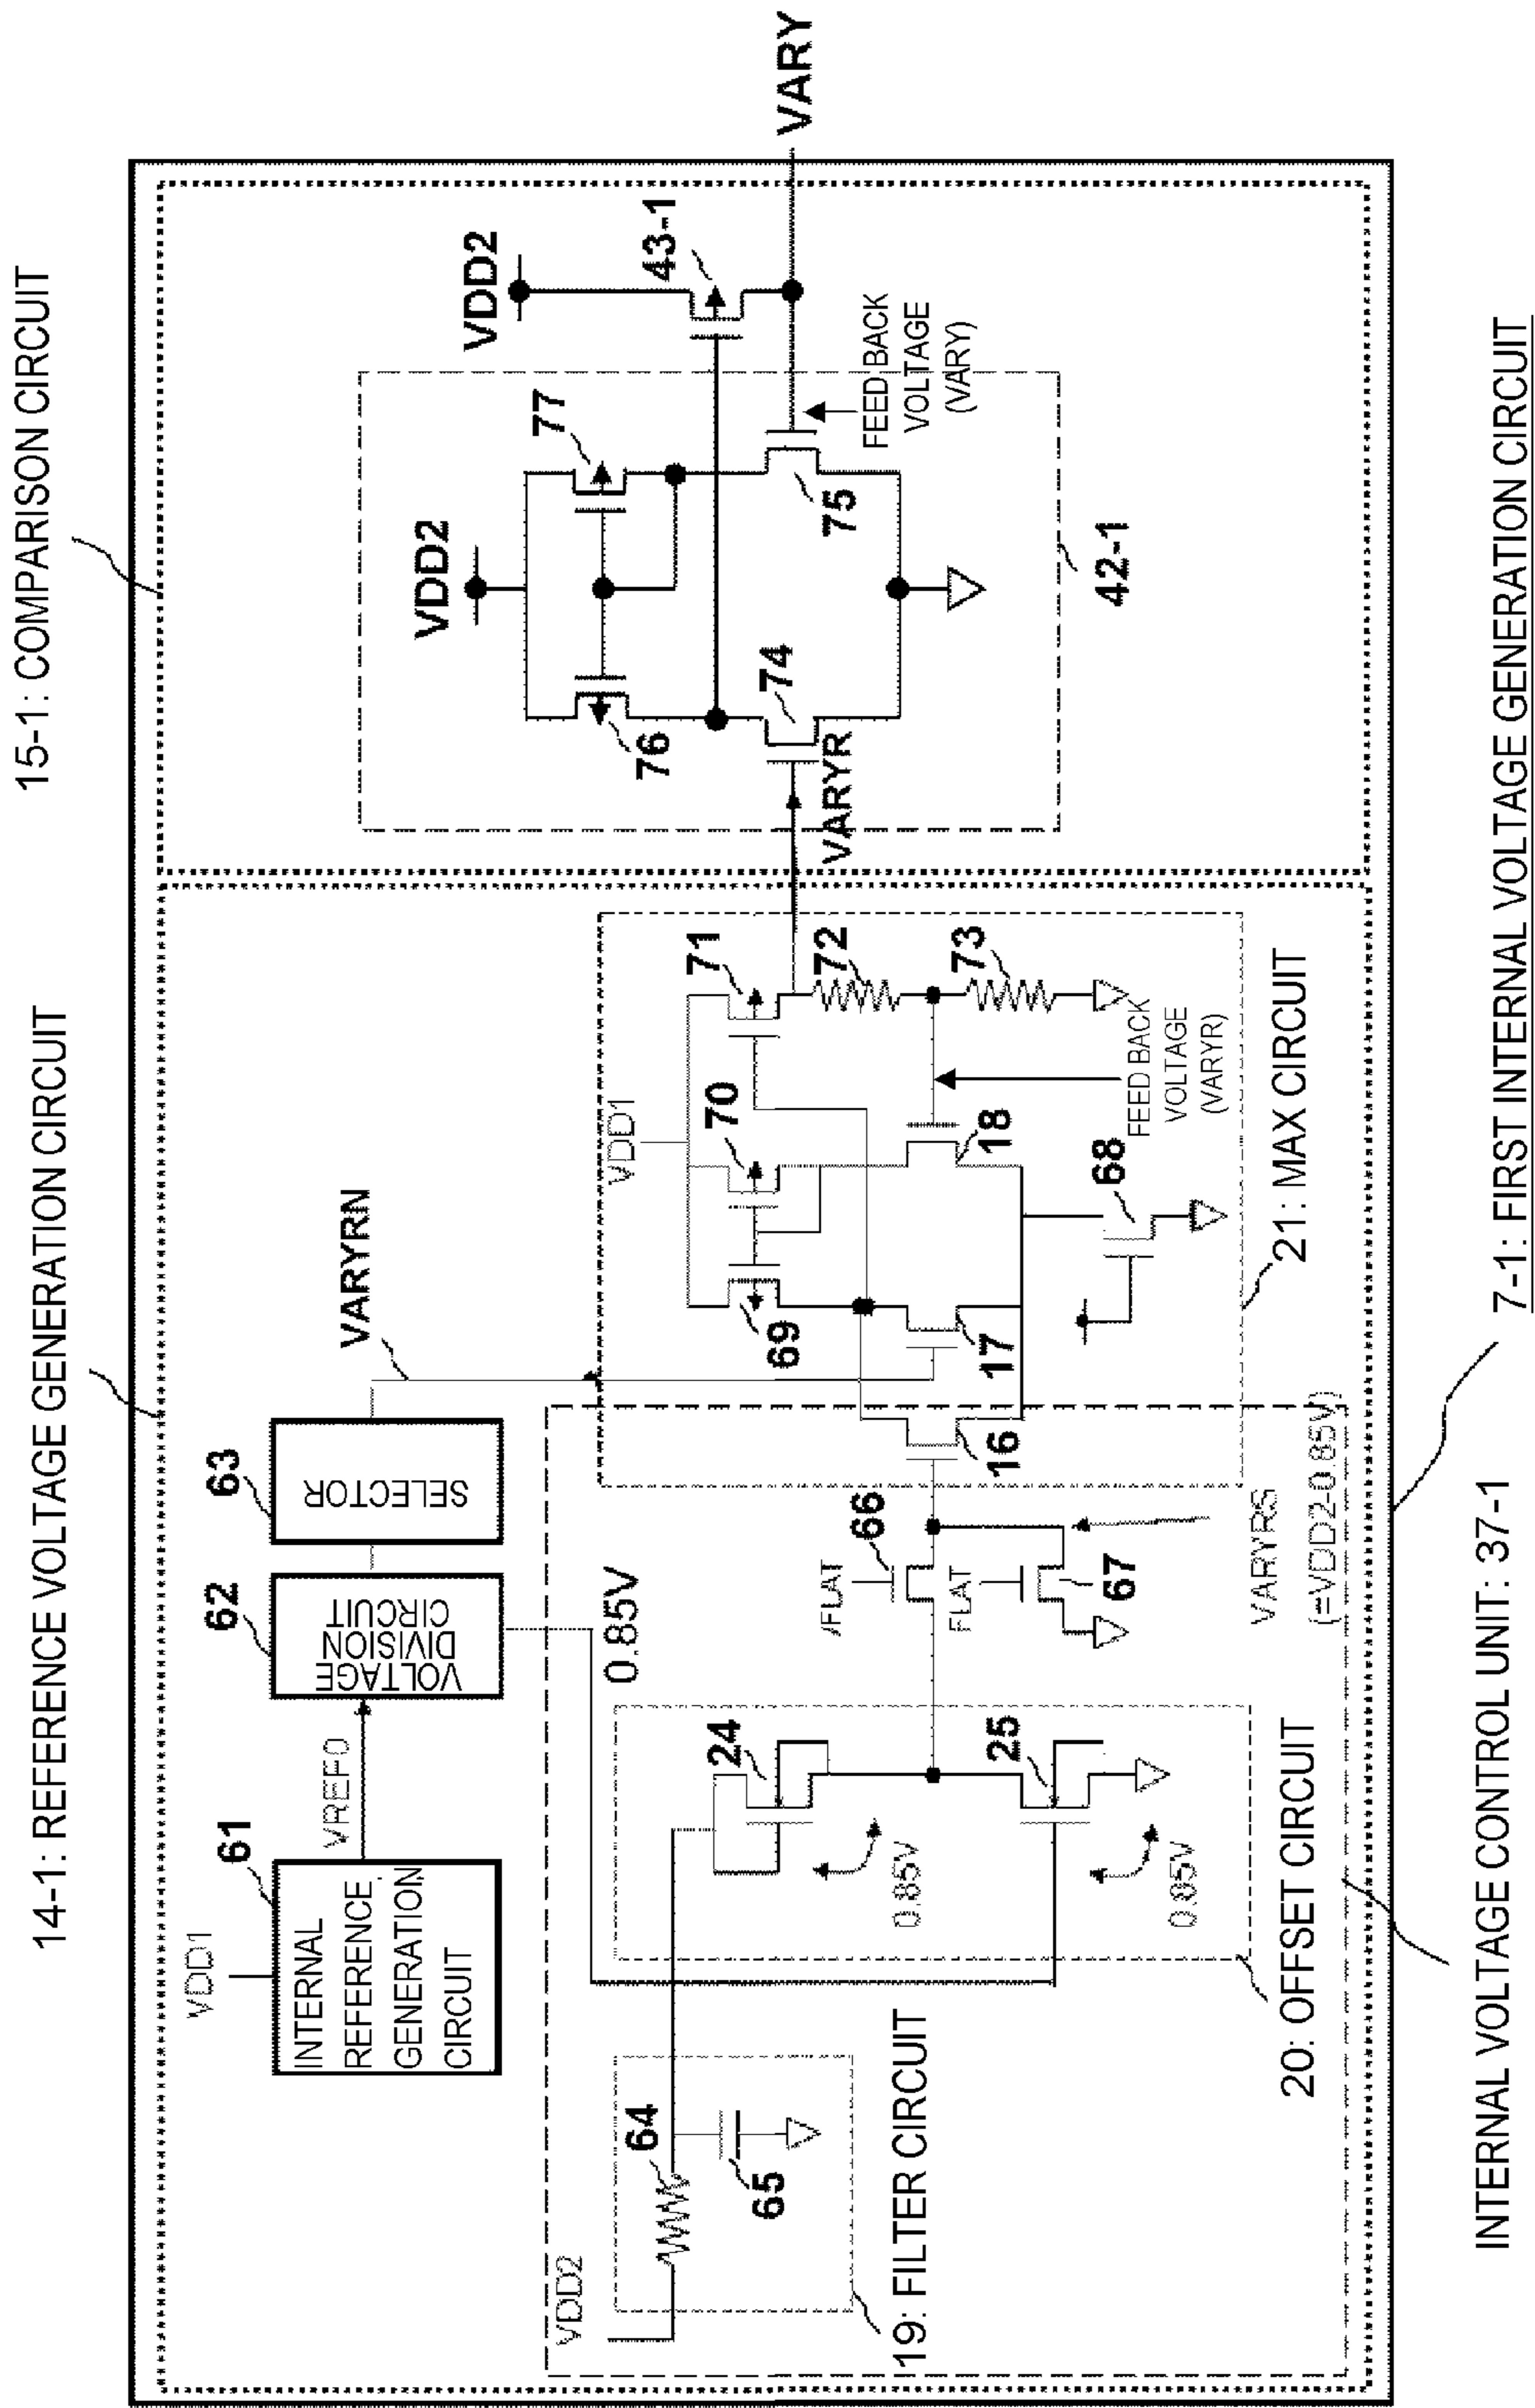 14-1: REFERENCE VOLTAGE GENERATION CIRCUIT
15-1: COMPARISON CIRCUIT
VDD1
61
INTERNAL
REFERENCE
GENERATION
CIRCUIT
VREF0
62
VOLTAGE
DIVISION
CIRCUIT
63
SELECTOR
VARYRN
0.85V
VDD2
64
65
19: FILTER CIRCUIT
24
0.85V
25
0.85V
20: OFFSET CIRCUIT
/FLAT
66
FLAT
67
VARYRS
(=VDD2-0.85V)
VDD1
69
70
71
72
73
16
17
18
68
FEED BACK
VOLTAGE
(VARYR)
21: MAX CIRCUIT
VARYR
VDD2
76
77
74
75
42-1
VDD2
43-1
FEED BACK
VOLTAGE
(VARY)
VARY
INTERNAL VOLTAGE CONTROL UNIT: 37-1
7-1: FIRST INTERNAL VOLTAGE GENERATION CIRCUIT